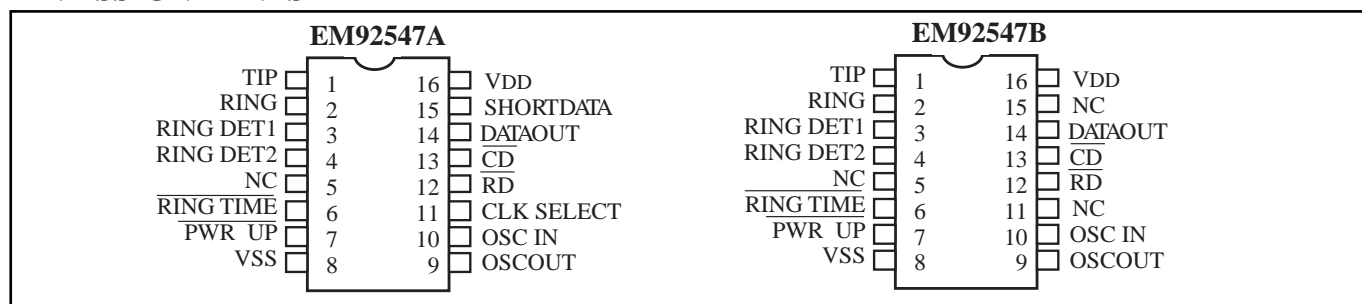 EM92547A
TIP 1 16 VDD
RING 2 15 SHORTDATA
RING DET1 3 14 DATAOUT
RING DET2 4 13 CD
NC 5 12 RD
RING TIME 6 11 CLK SELECT
PWR UP 7 10 OSC IN
VSS 8 9 OSCOUT
EM92547B
TIP 1 16 VDD
RING 2 15 NC
RING DET1 3 14 DATAOUT
RING DET2 4 13 CD
NC 5 12 RD
RING TIME 6 11 NC
PWR UP 7 10 OSC IN
VSS 8 9 OSCOUT